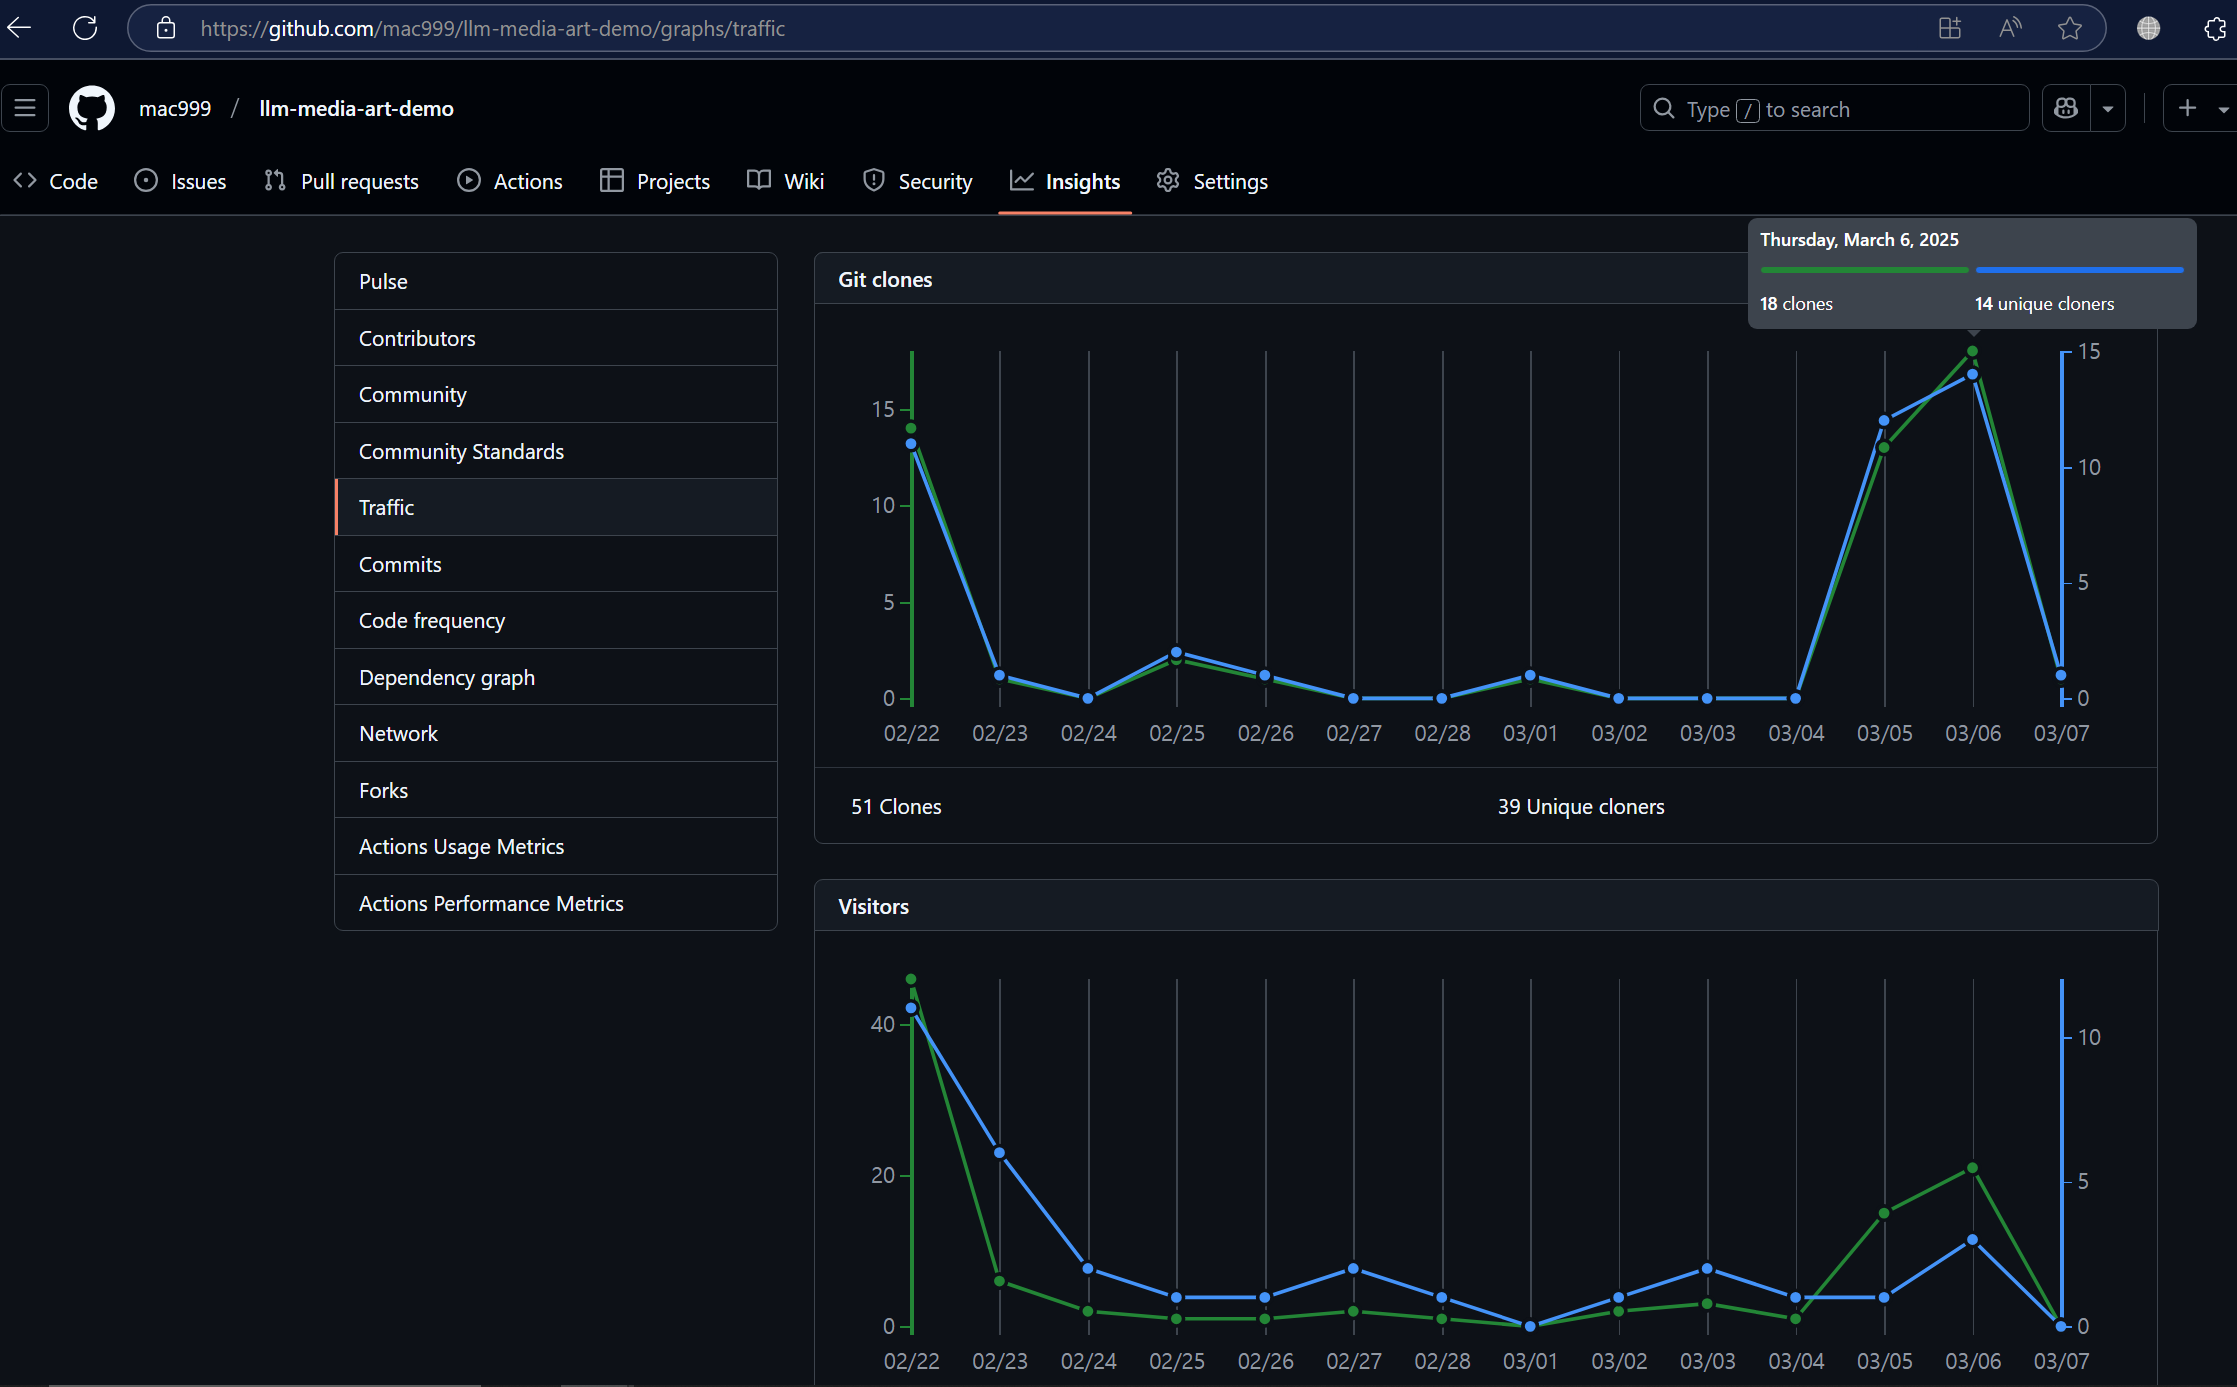 https://github.com/mac999/llm-media-art-demo/graphs/traffic
mac999 / llm-media-art-demo
Type / to search
Code Issues Pull requests Actions Projects Wiki Security Insights Settings
Pulse
Contributors
Community
Community Standards
Traffic
Commits
Code frequency
Dependency graph
Network
Forks
Actions Usage Metrics
Actions Performance Metrics
Git clones
Thursday, March 6, 2025
18 clones 14 unique cloners
15
10
5
0
15
10
5
0
02/22 02/23 02/24 02/25 02/26 02/27 02/28 03/01 03/02 03/03 03/04 03/05 03/06 03/07
51 Clones 39 Unique cloners
Visitors
40
20
0
10
5
0
02/22 02/23 02/24 02/25 02/26 02/27 02/28 03/01 03/02 03/03 03/04 03/05 03/06 03/07